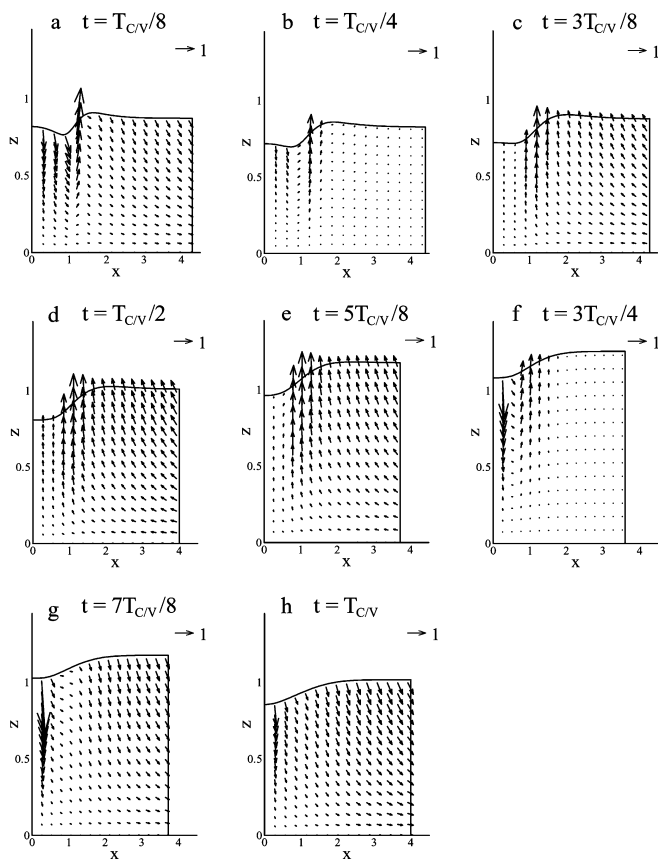 a t = T_C/V/8
b t = T_C/V/4
c t = 3T_C/V/8
→ 1
→ 1
→ 1
z
1
0.5
0
0 1 2 3 4
x
z
1
0.5
0
0 1 2 3 4
x
z
1
0.5
0
0 1 2 3 4
x
d t = T_C/V/2
e t = 5T_C/V/8
f t = 3T_C/V/4
→ 1
→ 1
→ 1
z
1
0.5
0
0 1 2 3 4
x
z
1
0.5
0
0 1 2 3 4
x
z
1
0.5
0
0 1 2 3 4
x
g t = 7T_C/V/8
h t = T_C/V
→ 1
→ 1
z
1
0.5
0
0 1 2 3 4
x
z
1
0.5
0
0 1 2 3 4
x